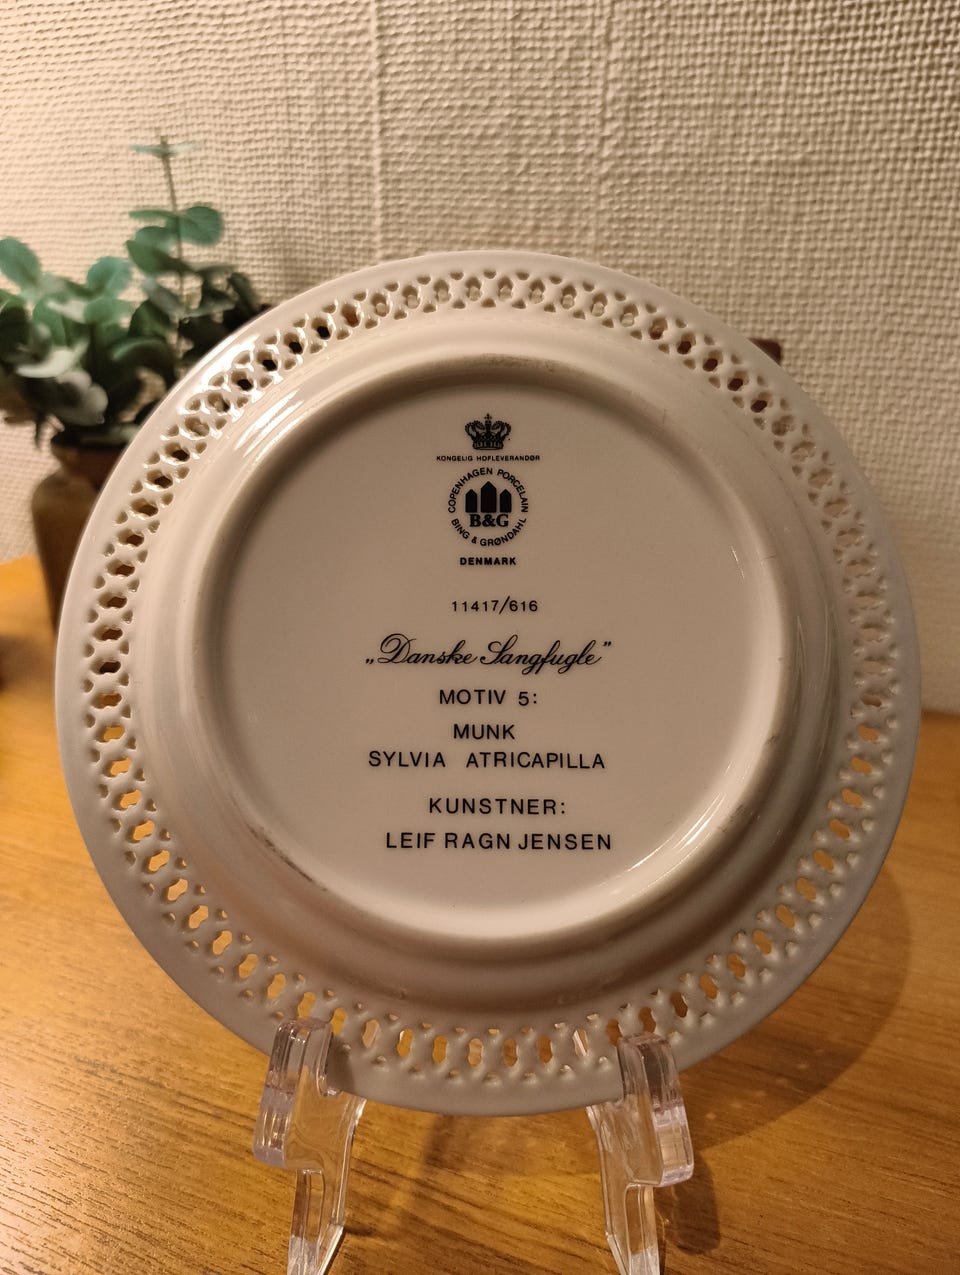 KONGELIG HOFLEVERANDØR
COPENHAGEN PORCELAIN
B&G
BING & GRØNDAHL
DENMARK
11417/616
„Danske Sangfugle”
MOTIV 5:
MUNK
SYLVIA ATRICAPILLA
KUNSTNER:
LEIF RAGN JENSEN